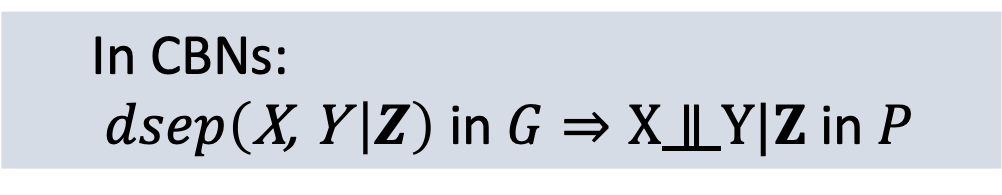 In CBNs:
dsep(X, Y|Z) in G ⇒ X⫫Y|Z in P